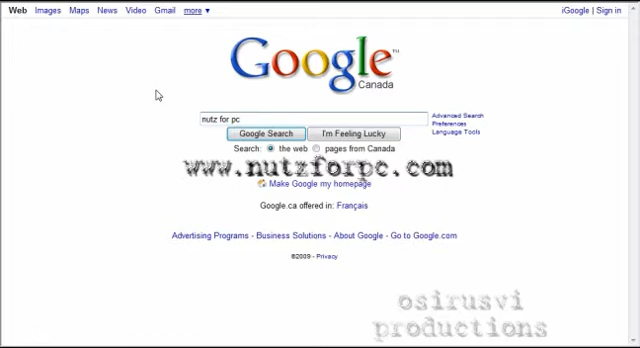 Web Images Maps News Video Gmail more ▼ iGoogle | Sign in
Google™
Canada
nutz for pc
Advanced Search
Preferences
Language Tools
Google Search I'm Feeling Lucky
Search: the web pages from Canada
www.nutzforpc.com
Make Google my homepage
Google.ca offered in: Français
Advertising Programs - Business Solutions - About Google - Go to Google.com
©2009 - Privacy
osirusvi
productions